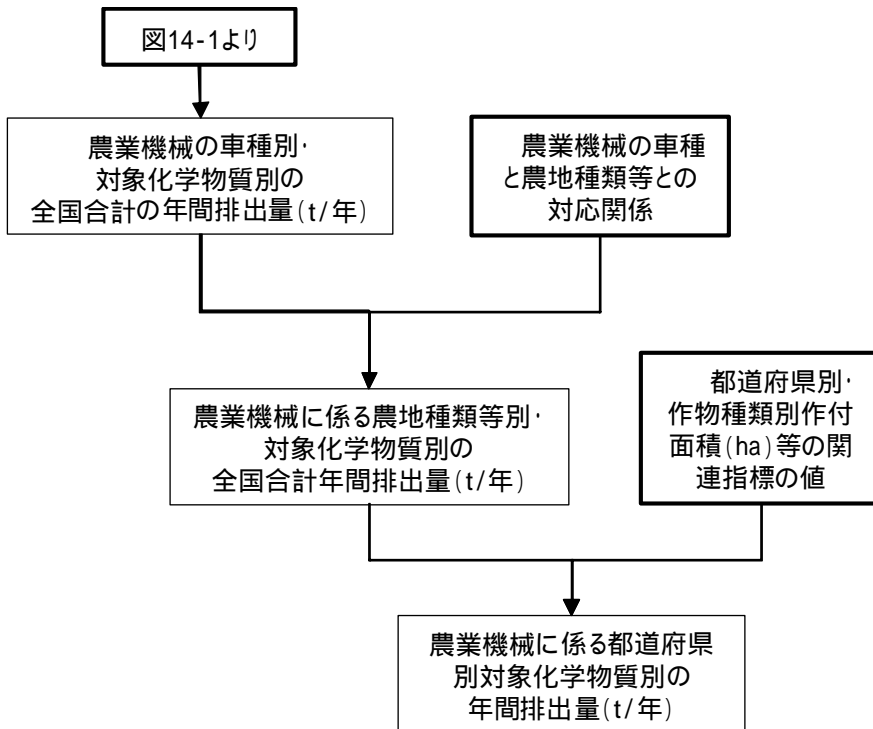 図14-1より
農業機械の車種別・
対象化学物質別の
全国合計の年間排出量(t/年)
農業機械の車種
と農地種類等との
対応関係
農業機械に係る農地種類等別・
対象化学物質別の
全国合計年間排出量(t/年)
都道府県別・
作物種類別作付
面積(ha)等の関
連指標の値
農業機械に係る都道府県
別対象化学物質別の
年間排出量(t/年)